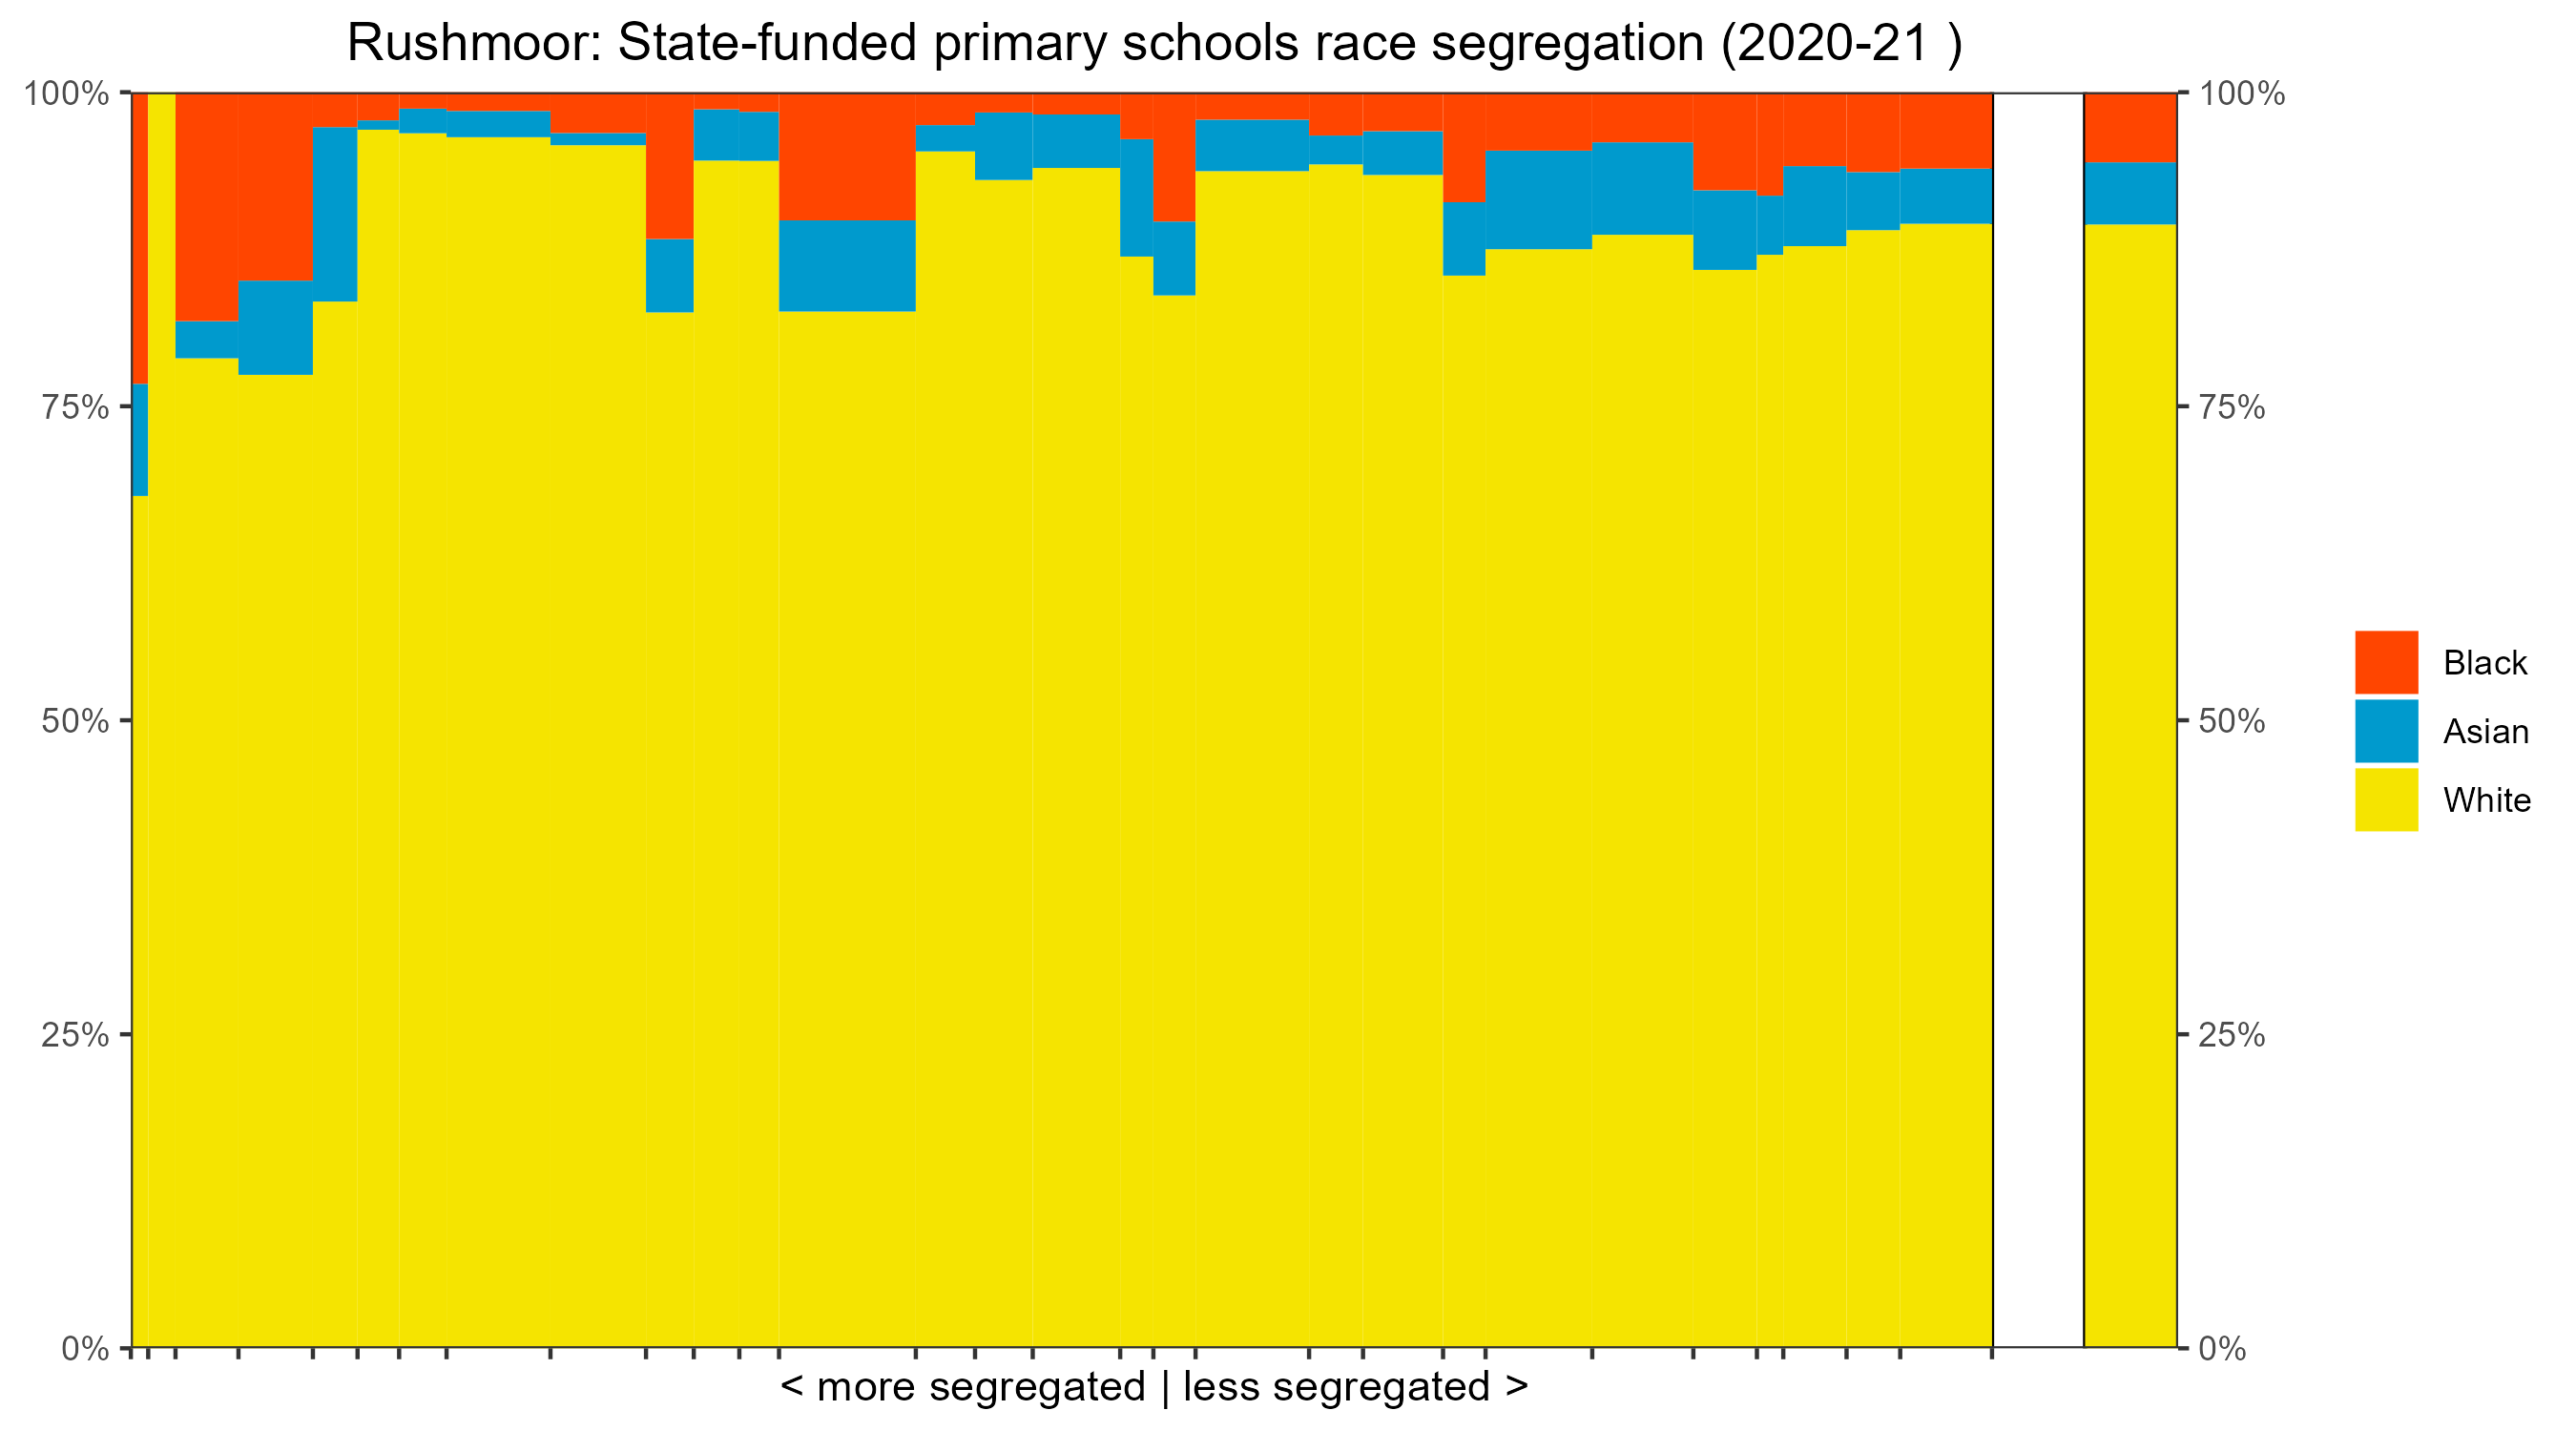 Rushmoor: State-funded primary schools race segregation (2020-21 )
100%
75%
50%
25%
0%
100%
75%
50%
25%
0%
Black
Asian
White
< more segregated | less segregated >